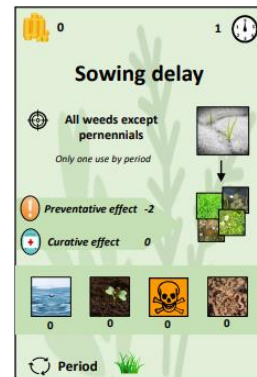 0 1
Sowing delay
All weeds except
pernennials
Only one use by period
Preventative effect -2
Curative effect 0
0 0 0 0
Period